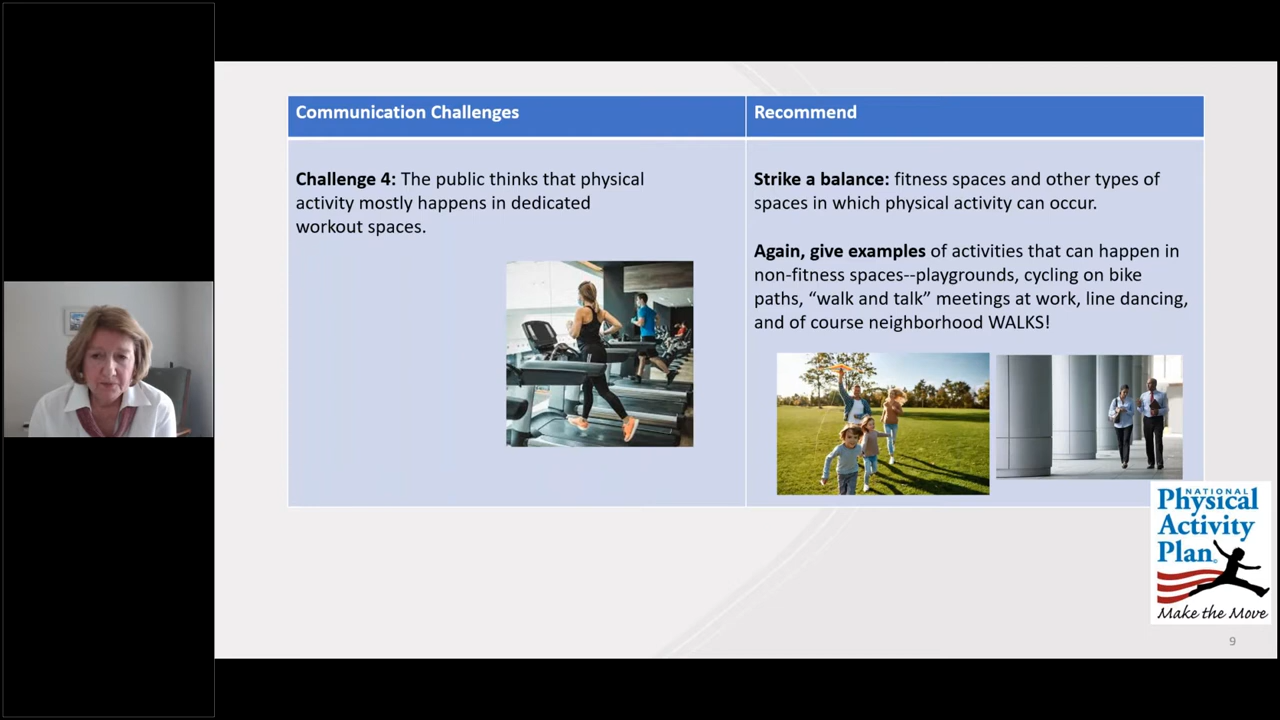 Communication Challenges
Recommend
Challenge 4: The public thinks that physical
activity mostly happens in dedicated
workout spaces.
Strike a balance: fitness spaces and other types of
spaces in which physical activity can occur.
Again, give examples of activities that can happen in
non-fitness spaces--playgrounds, cycling on bike
paths, “walk and talk” meetings at work, line dancing,
and of course neighborhood WALKS!
NATIONAL
Physical
Activity
Plan
Make the Move
9